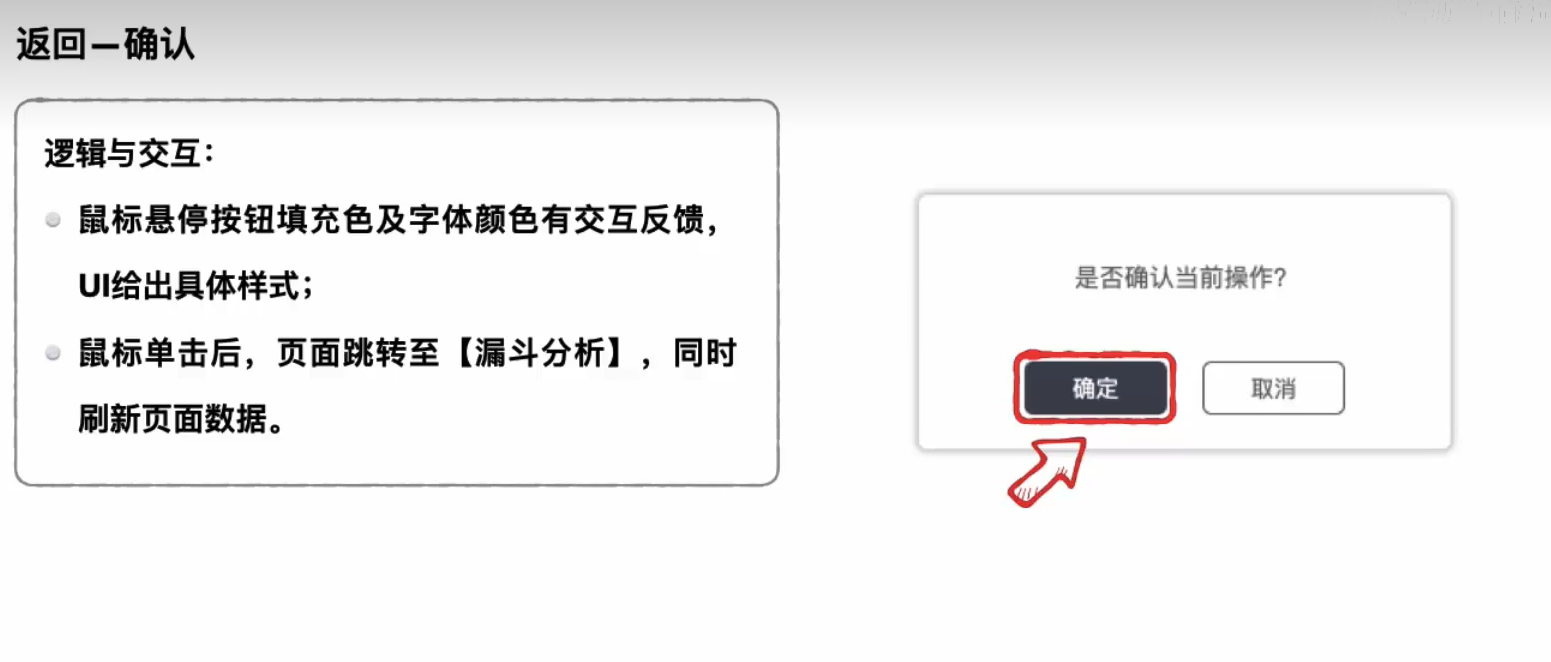 返回—确认
逻辑与交互：
鼠标悬停按钮填充色及字体颜色有交互反馈，
UI给出具体样式；
鼠标单击后，页面跳转至【漏斗分析】，同时
刷新页面数据。
是否确认当前操作?
确定
取消